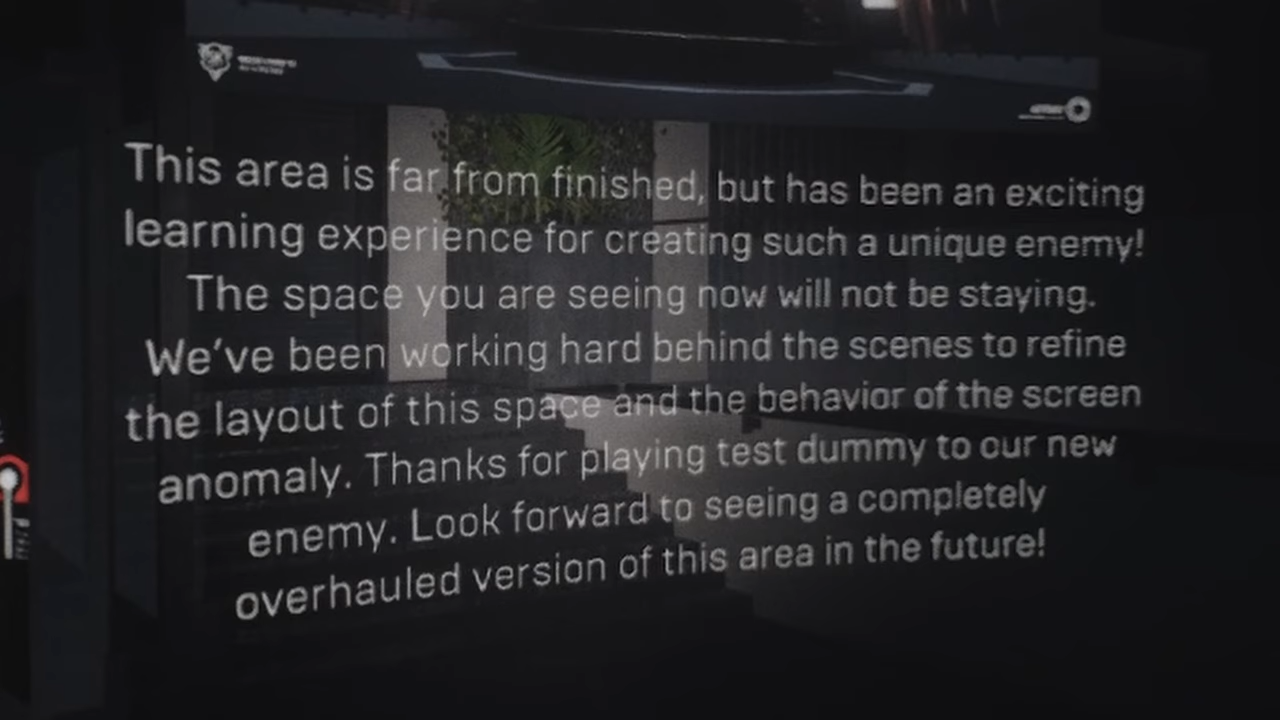 This area is far from finished, but has been an exciting
learning experience for creating such a unique enemy!
The space you are seeing now will not be staying.
We've been working hard behind the scenes to refine
the layout of this space and the behavior of the screen
anomaly. Thanks for playing test dummy to our new
enemy. Look forward to seeing a completely
overhauled version of this area in the future!